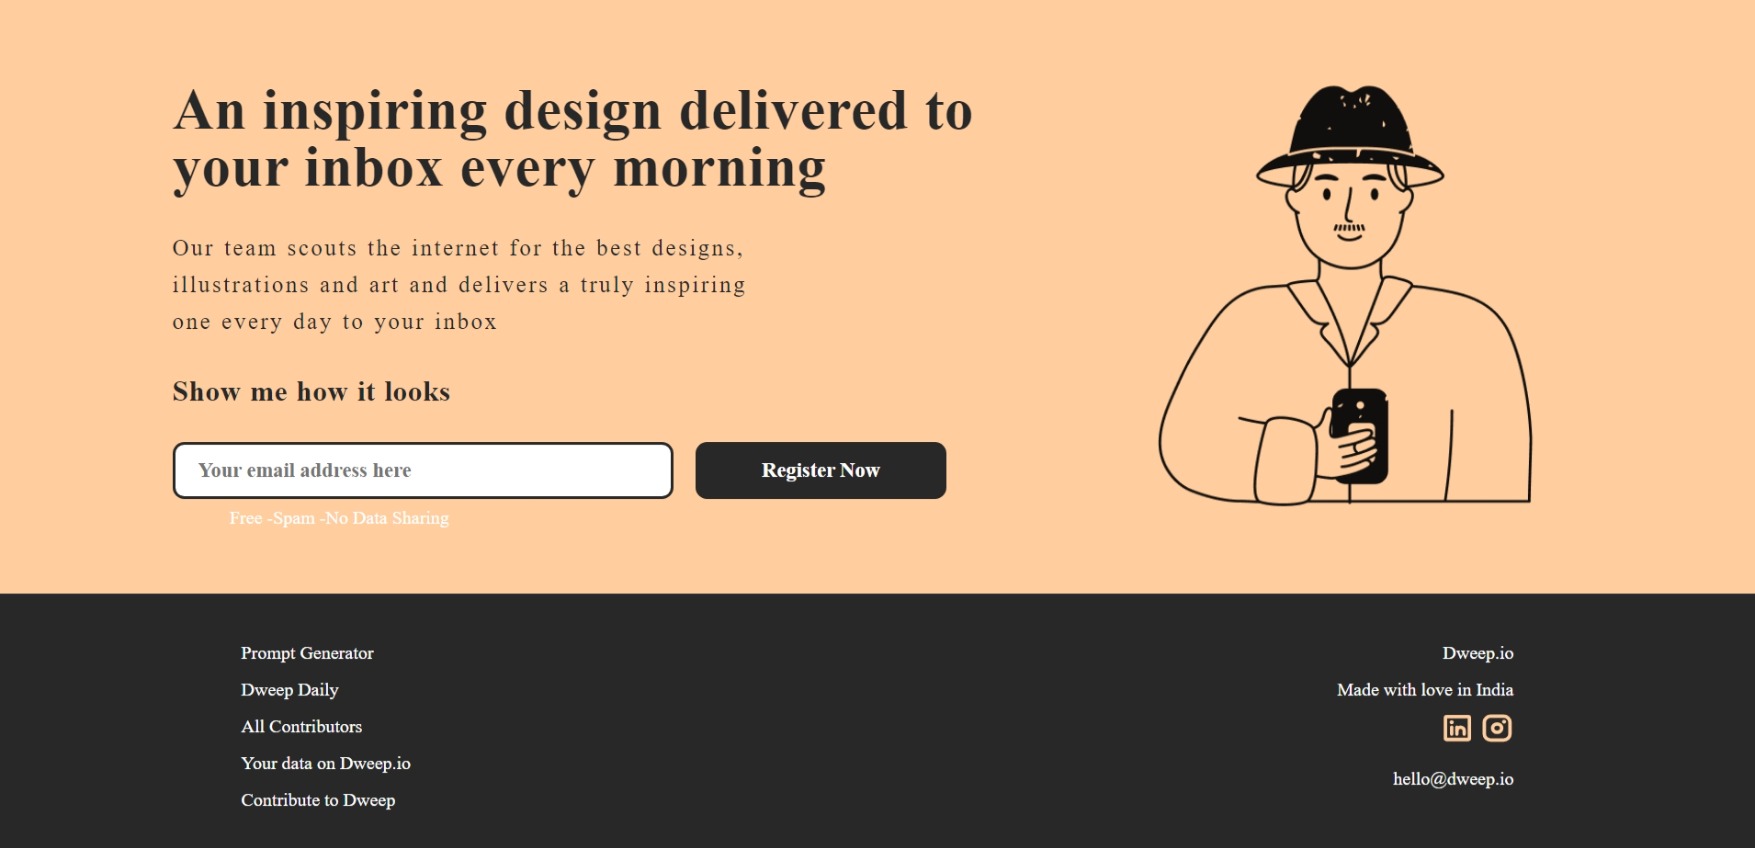 An inspiring design delivered to
your inbox every morning
Our team scouts the internet for the best designs,
illustrations and art and delivers a truly inspiring
one every day to your inbox
Show me how it looks
Your email address here
Register Now
Free -Spam -No Data Sharing
Prompt Generator
Dweep Daily
All Contributors
Your data on Dweep.io
Contribute to Dweep
Dweep.io
Made with love in India
in
hello@dweep.io